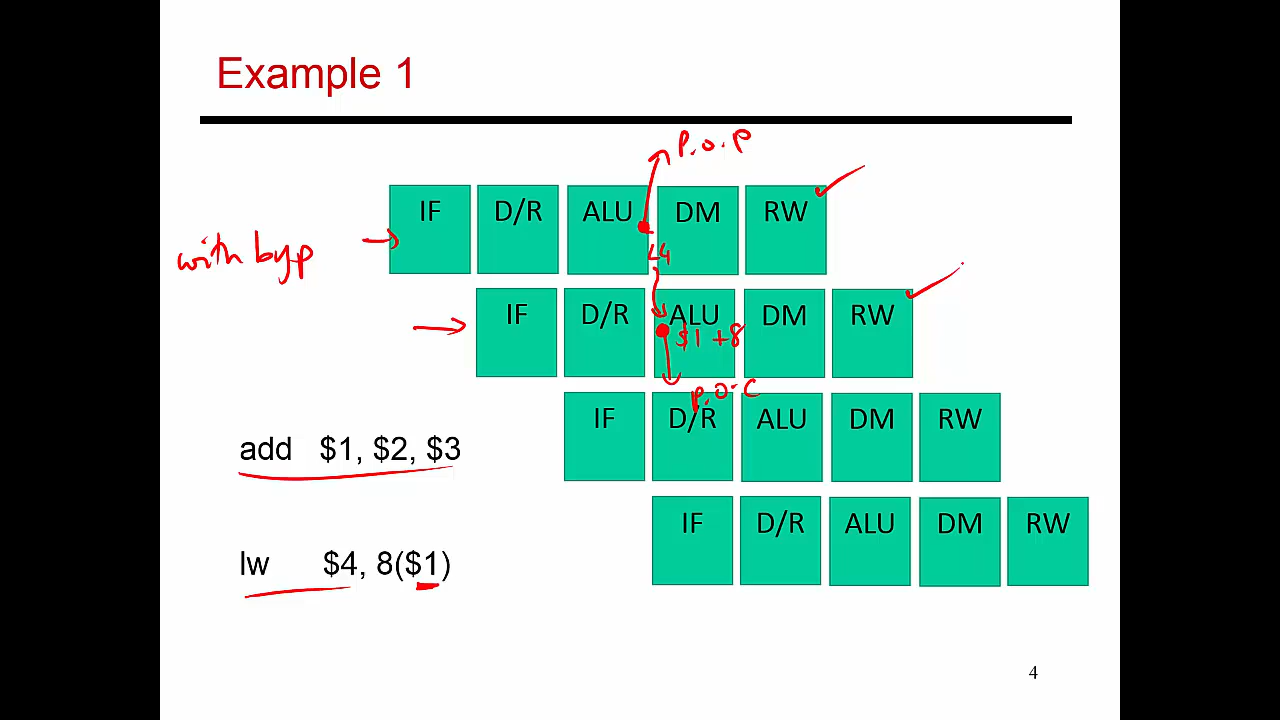 Example 1
P.O.P
IF D/R ALU DM RW
with byp
L4
IF D/R ALU DM RW
$1 +8
P.O.C
IF D/R ALU DM RW
add $1, $2, $3
IF D/R ALU DM RW
lw $4, 8($1)
4